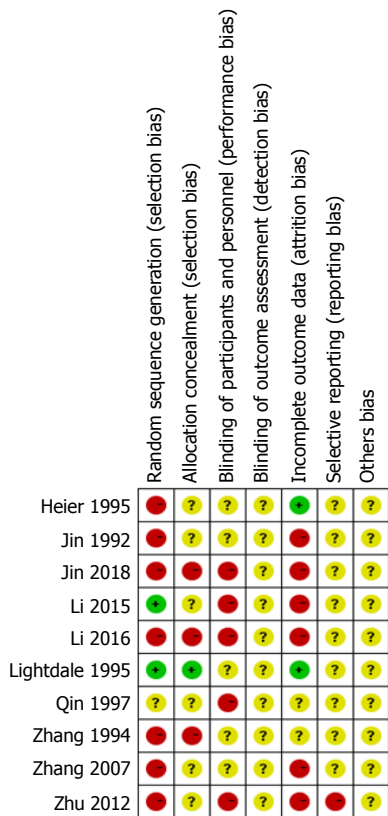 Random sequence generation (selection bias)
Allocation concealment (selection bias)
Blinding of participants and personnel (performance bias)
Blinding of outcome assessment (detection bias)
Incomplete outcome data (attrition bias)
Selective reporting (reporting blas)
Others bias
Heier 1995 - ? ? ? + ? ?
Jin 1992 - ? ? ? - ? ?
Jin 2018 - - - ? - ? ?
Li 2015 + ? - ? - ? ?
Li 2016 - - - ? - ? ?
Lightdale 1995 + + ? ? + ? ?
Qin 1997 ? ? - ? ? ? ?
Zhang 1994 - - ? ? ? ? ?
Zhang 2007 - ? ? ? - ? ?
Zhu 2012 - ? - ? - - ?